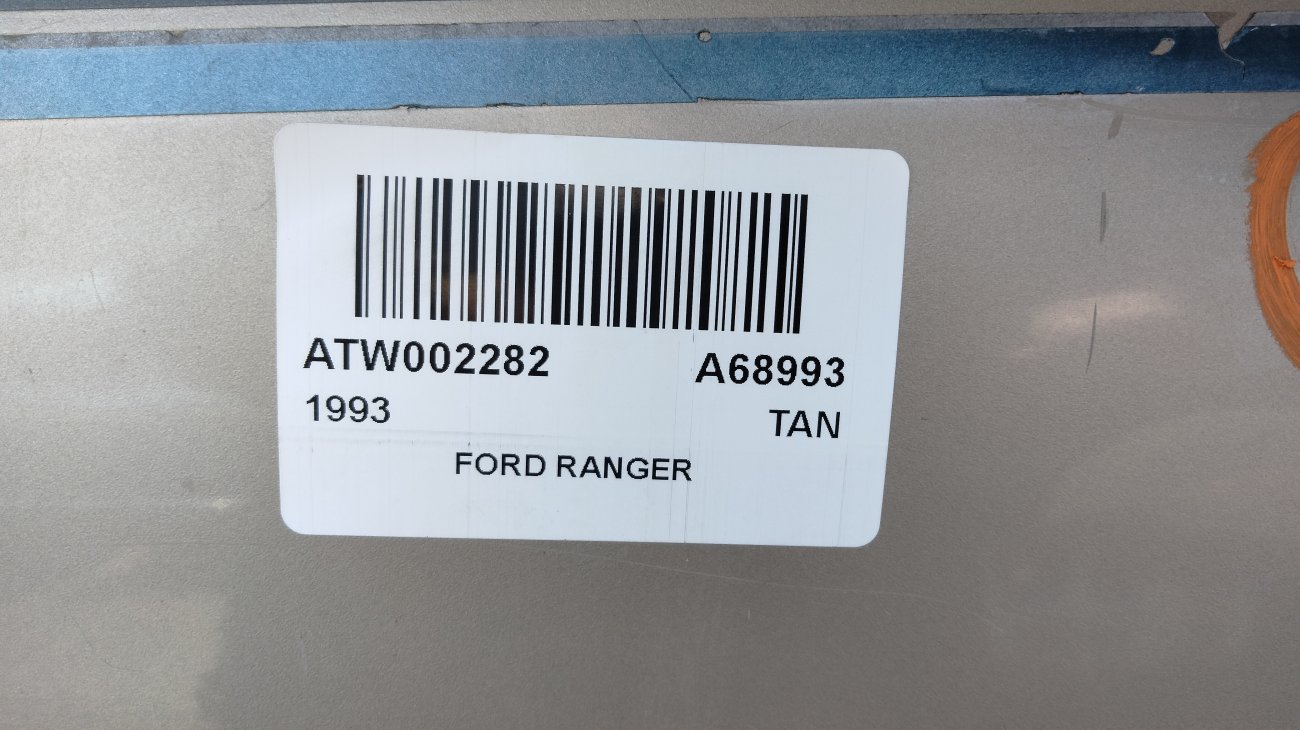 ATW002282 A68993
1993 TAN
FORD RANGER